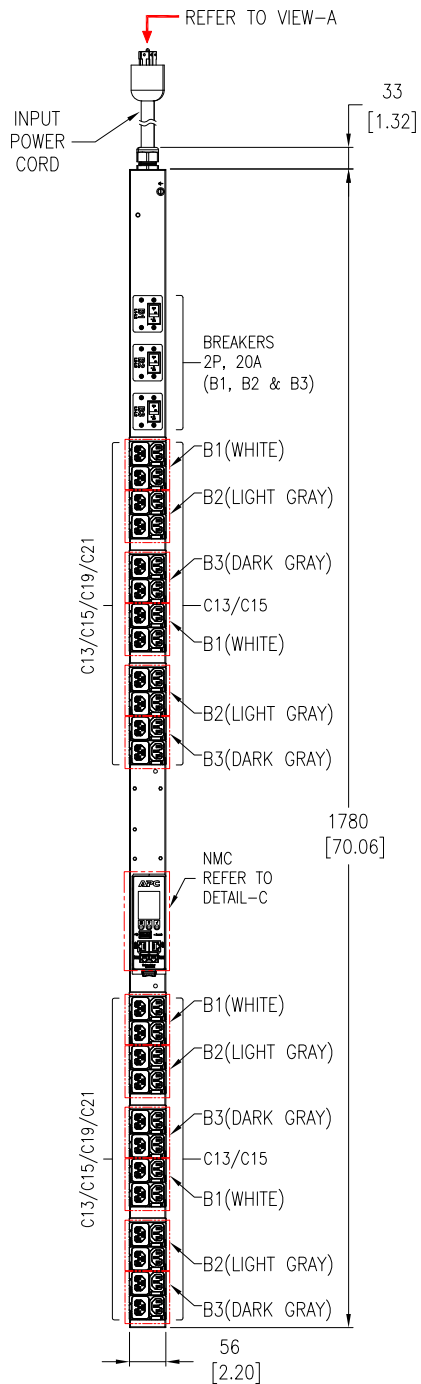 REFER TO VIEW-A
INPUT
POWER
CORD
33
[1.32]
BREAKERS
2P, 20A
(B1, B2 & B3)
B1(WHITE)
B2(LIGHT GRAY)
C13/C15/C19/C21
B3(DARK GRAY)
C13/C15
B1(WHITE)
B2(LIGHT GRAY)
B3(DARK GRAY)
1780
[70.06]
NMC
REFER TO
DETAIL-C
APC
B1(WHITE)
B2(LIGHT GRAY)
C13/C15/C19/C21
B3(DARK GRAY)
C13/C15
B1(WHITE)
B2(LIGHT GRAY)
B3(DARK GRAY)
56
[2.20]